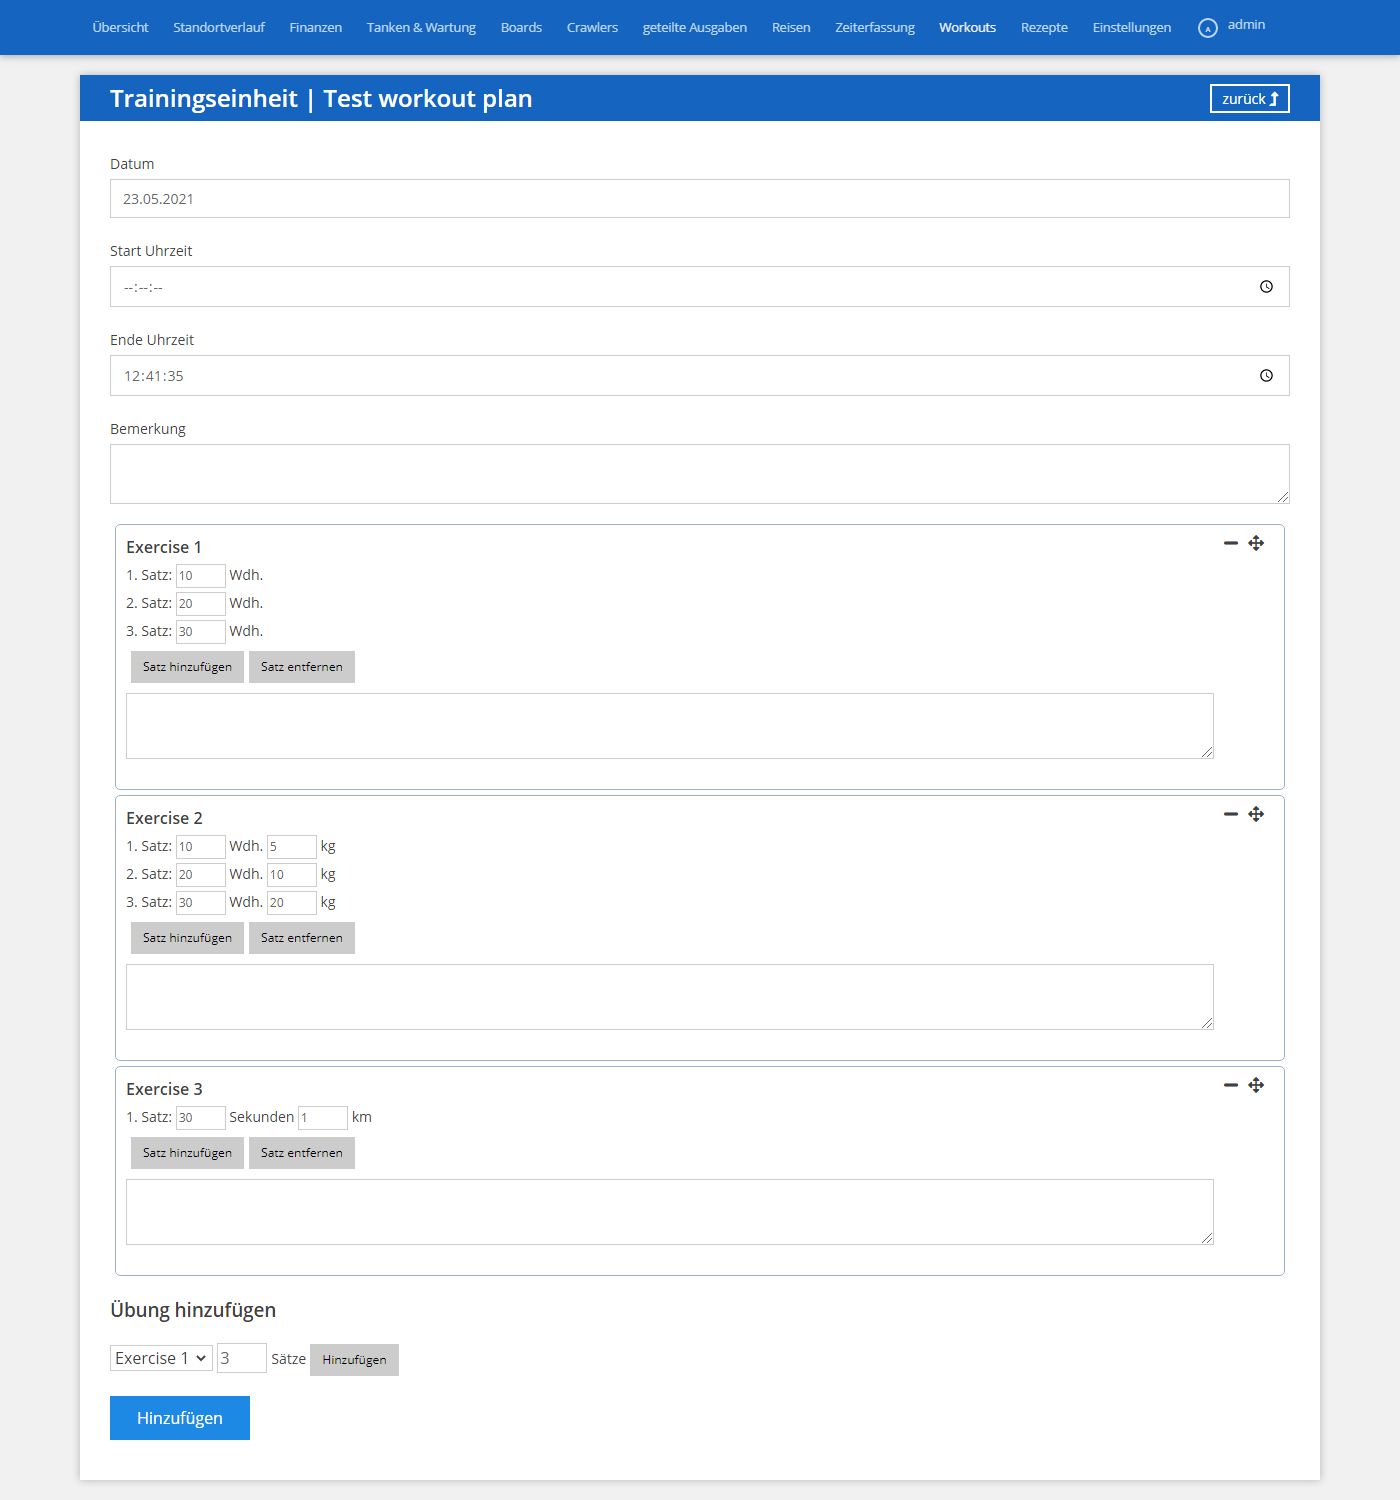 Übersicht Standortverlauf Finanzen Tanken & Wartung Boards Crawlers geteilte Ausgaben Reisen Zeiterfassung Workouts Rezepte Einstellungen A admin
Trainingseinheit | Test workout plan zurück
Datum
23.05.2021
Start Uhrzeit
--:--:--
Ende Uhrzeit
12:41:35
Bemerkung
Exercise 1
1. Satz: 10 Wdh.
2. Satz: 20 Wdh.
3. Satz: 30 Wdh.
Satz hinzufügen Satz entfernen
Exercise 2
1. Satz: 10 Wdh. 5 kg
2. Satz: 20 Wdh. 10 kg
3. Satz: 30 Wdh. 20 kg
Satz hinzufügen Satz entfernen
Exercise 3
1. Satz: 30 Sekunden 1 km
Satz hinzufügen Satz entfernen
Übung hinzufügen
Exercise 1 3 Sätze Hinzufügen
Hinzufügen